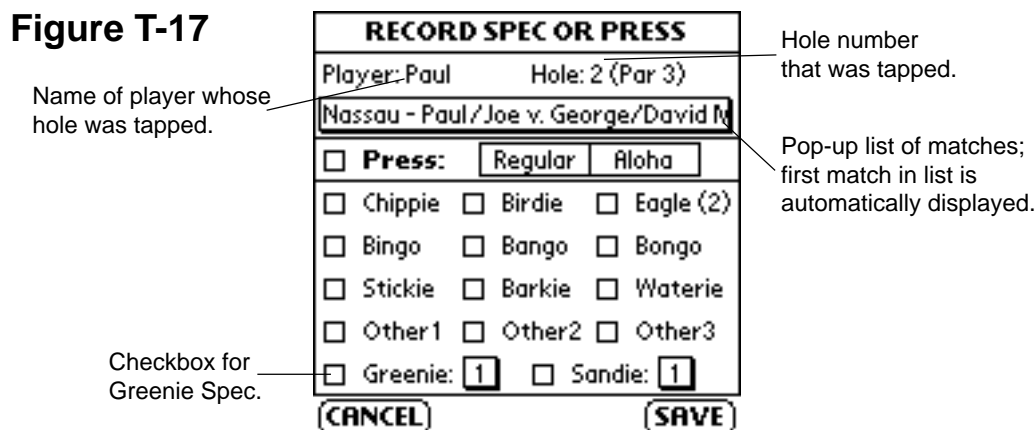 Figure T-17
RECORD SPEC OR PRESS
Player: Paul Hole: 2 (Par 3)
Nassau - Paul/Joe v. George/David M
Press: Regular Aloha
Chippie Birdie Eagle (2)
Bingo Bango Bongo
Stickie Barkie Waterie
Other1 Other2 Other3
Greenie: 1 Sandie: 1
CANCEL SAVE
Name of player whose
hole was tapped.
Checkbox for
Greenie Spec.
Hole number
that was tapped.
Pop-up list of matches;
first match in list is
automatically displayed.